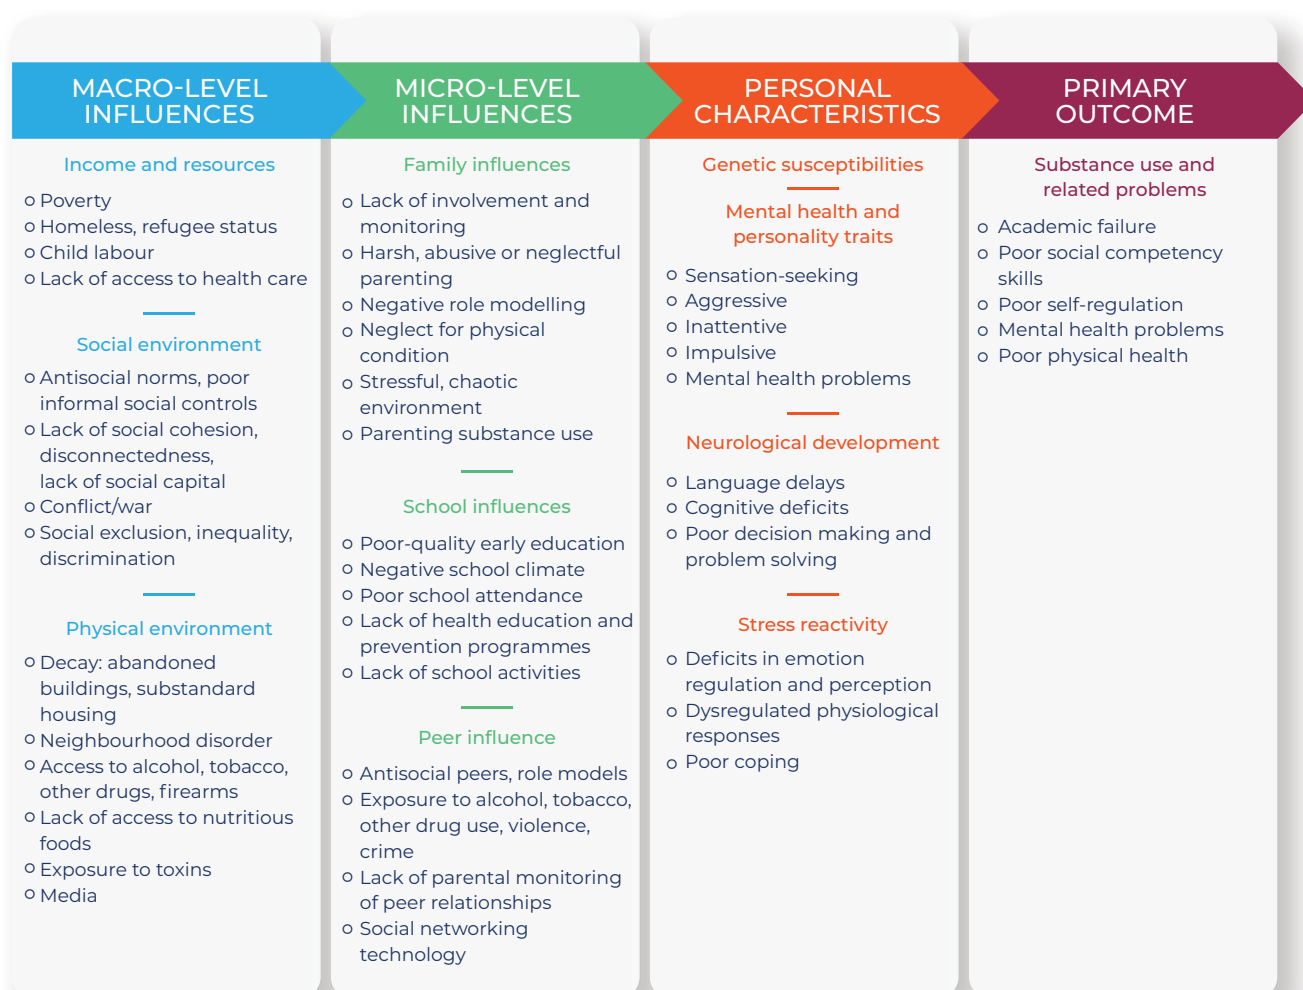 MACRO-LEVEL
INFLUENCES
Income and resources
Poverty
Homeless, refugee status
Child labour
Lack of access to health care
Social environment
Antisocial norms, poor
informal social controls
Lack of social cohesion,
disconnectedness,
lack of social capital
Conflict/war
Social exclusion, inequality,
discrimination
Physical environment
Decay: abandoned
buildings, substandard
housing
Neighbourhood disorder
Access to alcohol, tobacco,
other drugs, firearms
Lack of access to nutritious
foods
Exposure to toxins
Media
MICRO-LEVEL
INFLUENCES
Family influences
Lack of involvement and
monitoring
Harsh, abusive or neglectful
parenting
Negative role modelling
Neglect for physical
condition
Stressful, chaotic
environment
Parenting substance use
School influences
Poor-quality early education
Negative school climate
Poor school attendance
Lack of health education and
prevention programmes
Lack of school activities
Peer influence
Antisocial peers, role models
Exposure to alcohol, tobacco,
other drug use, violence,
crime
Lack of parental monitoring
of peer relationships
Social networking
technology
PERSONAL
CHARACTERISTICS
Genetic susceptibilities
Mental health and
personality traits
Sensation-seeking
Aggressive
Inattentive
Impulsive
Mental health problems
Neurological development
Language delays
Cognitive deficits
Poor decision making and
problem solving
Stress reactivity
Deficits in emotion
regulation and perception
Dysregulated physiological
responses
Poor coping
PRIMARY
OUTCOME
Substance use and
related problems
Academic failure
Poor social competency
skills
Poor self-regulation
Mental health problems
Poor physical health